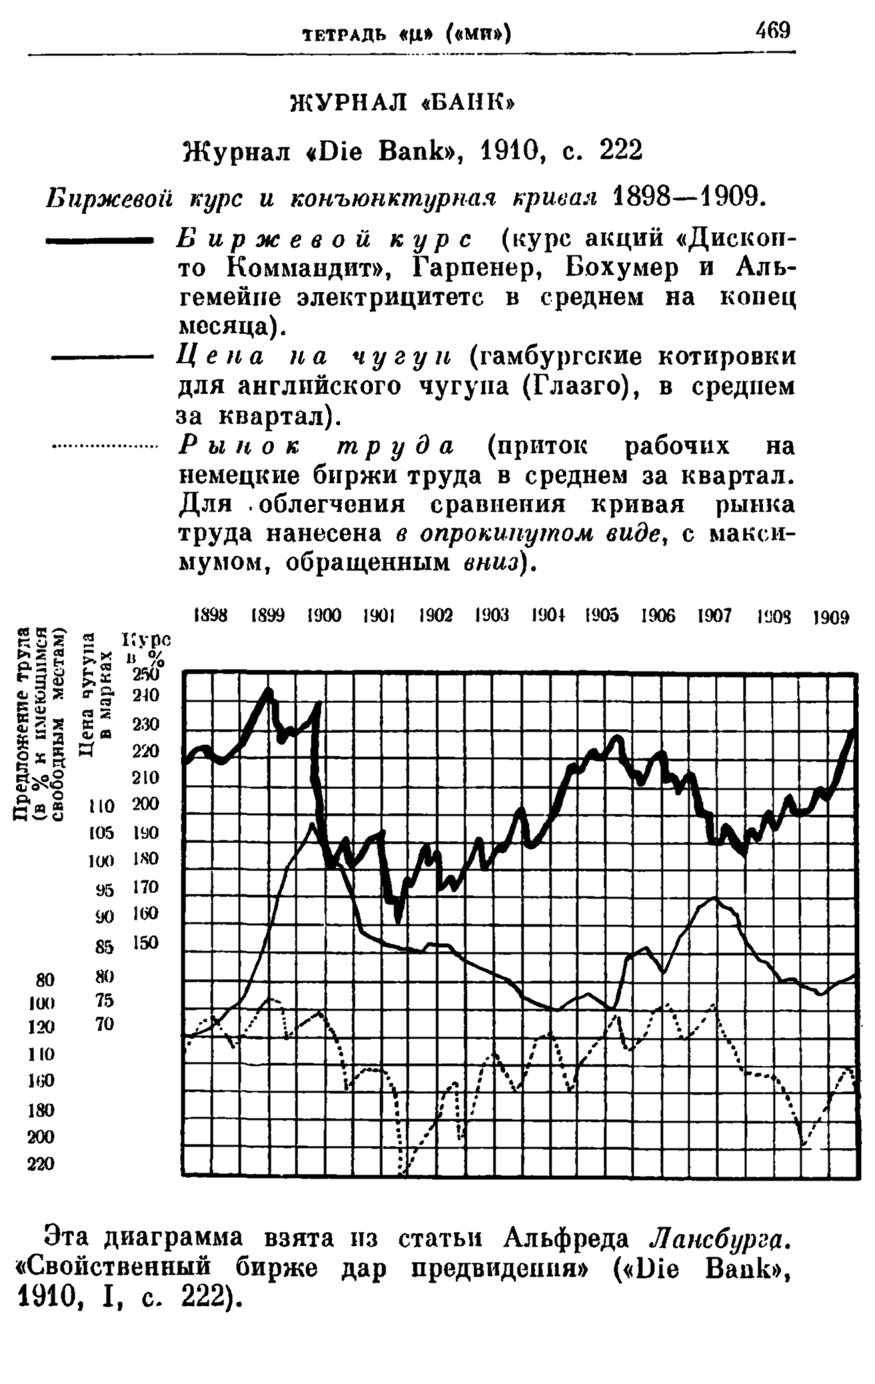 ТЕТРАДЬ «μ» («МИ») 469
ЖУРНАЛ «БАНК»
Журнал «Die Bank», 1910, с. 222
Биржевой курс и конъюнктурная кривая 1898—1909.
Биржевой курс (курс акций «Дискон-
то Коммандит», Гарпенер, Бохумер и Аль-
гемейне электрицитетс в среднем на конец
месяца).
Цена на чугун (гамбургские котировки
для английского чугуна (Глазго), в среднем
за квартал).
Рынок труда (приток рабочих на
немецкие биржи труда в среднем за квартал.
Для облегчения сравнения кривая рынка
труда нанесена в опрокинутом виде, с макси-
мумом, обращенным вниз).
1898 1899 1900 1901 1902 1903 1904 1905 1906 1907 1908 1909
Предложение труда
(в % к имеющимся
свободным местам)
Цена чугуна
в марках
Курс
в %
250
240
230
220
210
110 200
105 190
100 180
95 170
90 160
85 150
80 80
100 75
120 70
140
160
180
200
220
Эта диаграмма взята из статьи Альфреда Лансбурга.
«Свойственный бирже дар предвидения» («Die Bank»,
1910, I, с. 222).